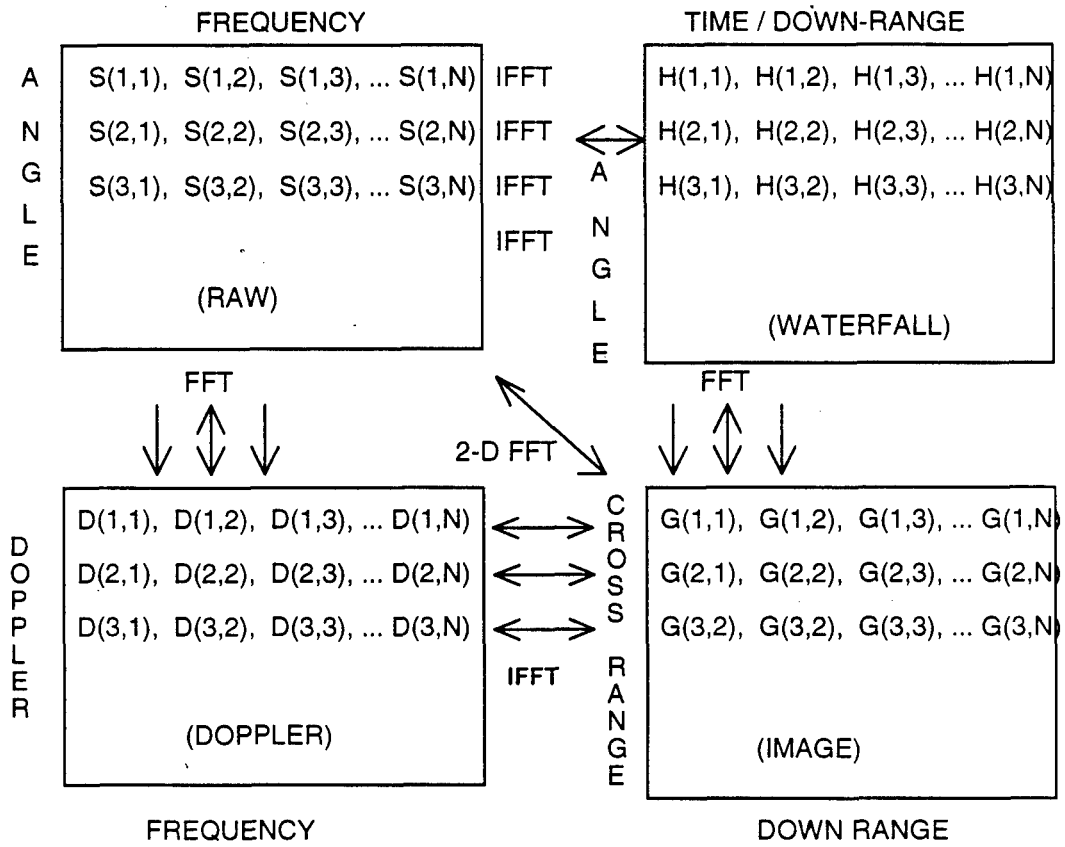 FREQUENCY
TIME / DOWN-RANGE
ANGLE
S(1,1), S(1,2), S(1,3), ... S(1,N)
S(2,1), S(2,2), S(2,3), ... S(2,N)
S(3,1), S(3,2), S(3,3), ... S(3,N)
(RAW)
IFFT
IFFT
IFFT
IFFT
ANGLE
H(1,1), H(1,2), H(1,3), ... H(1,N)
H(2,1), H(2,2), H(2,3), ... H(2,N)
H(3,1), H(3,2), H(3,3), ... H(3,N)
(WATERFALL)
FFT
2-D FFT
FFT
DOPPLER
D(1,1), D(1,2), D(1,3), ... D(1,N)
D(2,1), D(2,2), D(2,3), ... D(2,N)
D(3,1), D(3,2), D(3,3), ... D(3,N)
(DOPPLER)
IFFT
CROSS RANGE
G(1,1), G(1,2), G(1,3), ... G(1,N)
G(2,1), G(2,2), G(2,3), ... G(2,N)
G(3,2), G(3,2), G(3,3), ... G(3,N)
(IMAGE)
FREQUENCY
DOWN RANGE